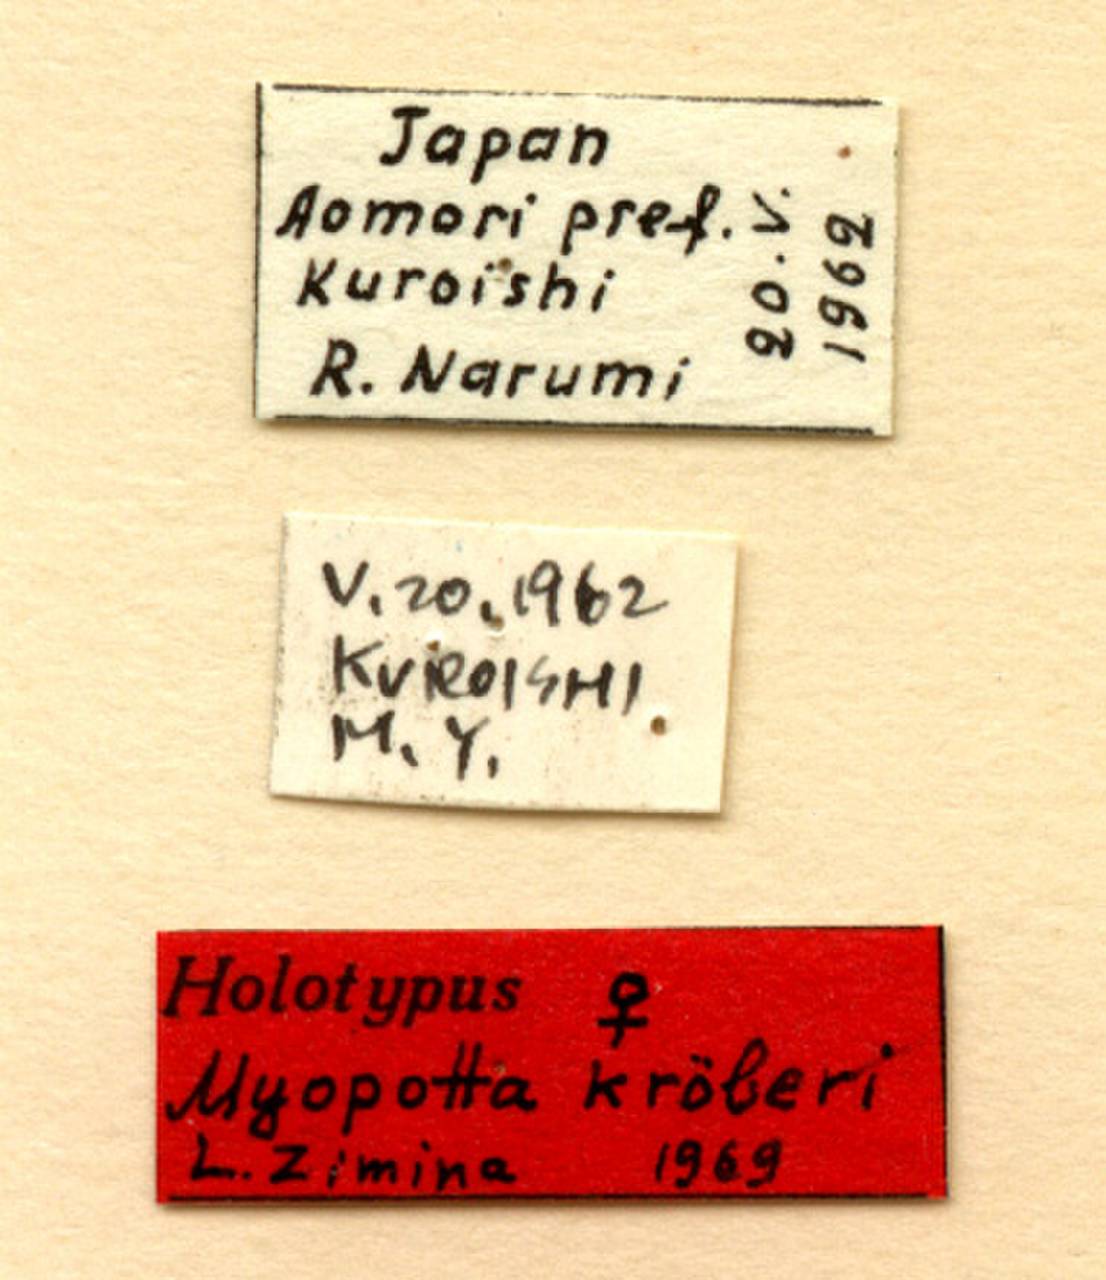 Japan
Aomori pref.
Kuroishi
R. Narumi
20.V.
1962
V.20.1962
KUROISHI
M.Y.
Holotypus ♀
Myopotta kröberi
L. Zimina 1969